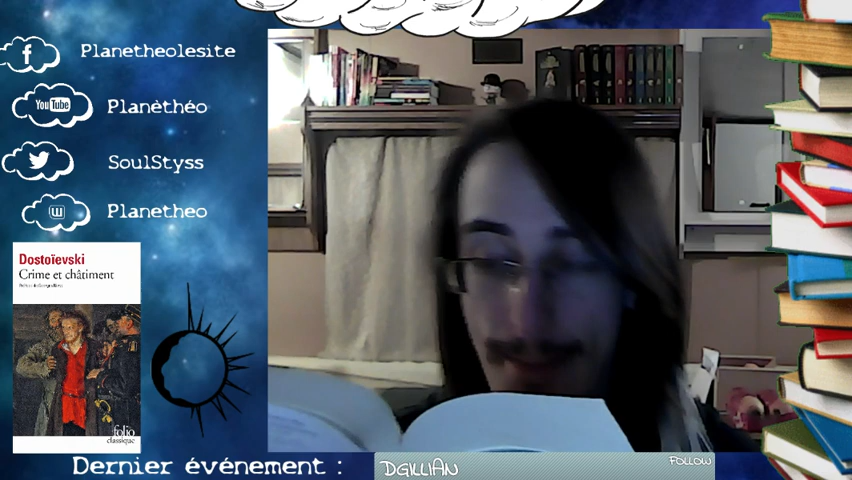 f
Planetheolesite
YouTube
Planèthéo
SoulStyss
W
Planetheo
Dostoïevski
Crime et châtiment
folio
classique
Dernier événement :
DGILLIAN
FOLLOW